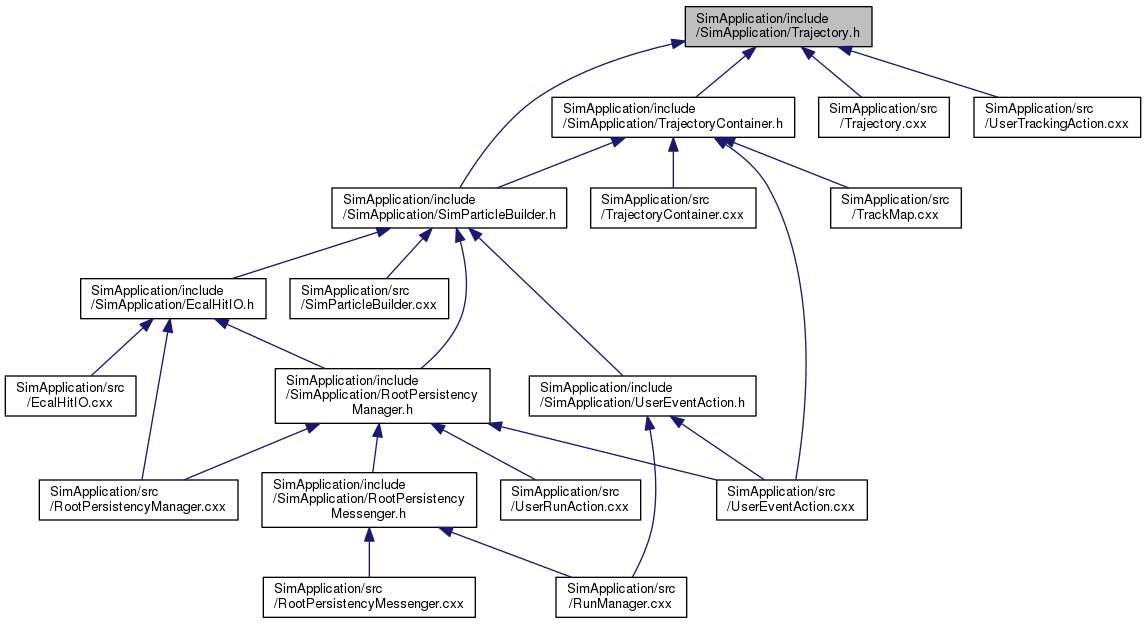 SimApplication/include
/SimApplication/Trajectory.h
SimApplication/include
/SimApplication/TrajectoryContainer.h
SimApplication/src
/Trajectory.cxx
SimApplication/src
/UserTrackingAction.cxx
SimApplication/include
/SimApplication/SimParticleBuilder.h
SimApplication/src
/TrajectoryContainer.cxx
SimApplication/src
/TrackMap.cxx
SimApplication/include
/SimApplication/EcalHitIO.h
SimApplication/src
/SimParticleBuilder.cxx
SimApplication/src
/EcalHitIO.cxx
SimApplication/include
/SimApplication/RootPersistency
Manager.h
SimApplication/include
/SimApplication/UserEventAction.h
SimApplication/src
/RootPersistencyManager.cxx
SimApplication/include
/SimApplication/RootPersistency
Messenger.h
SimApplication/src
/UserRunAction.cxx
SimApplication/src
/UserEventAction.cxx
SimApplication/src
/RootPersistencyMessenger.cxx
SimApplication/src
/RunManager.cxx